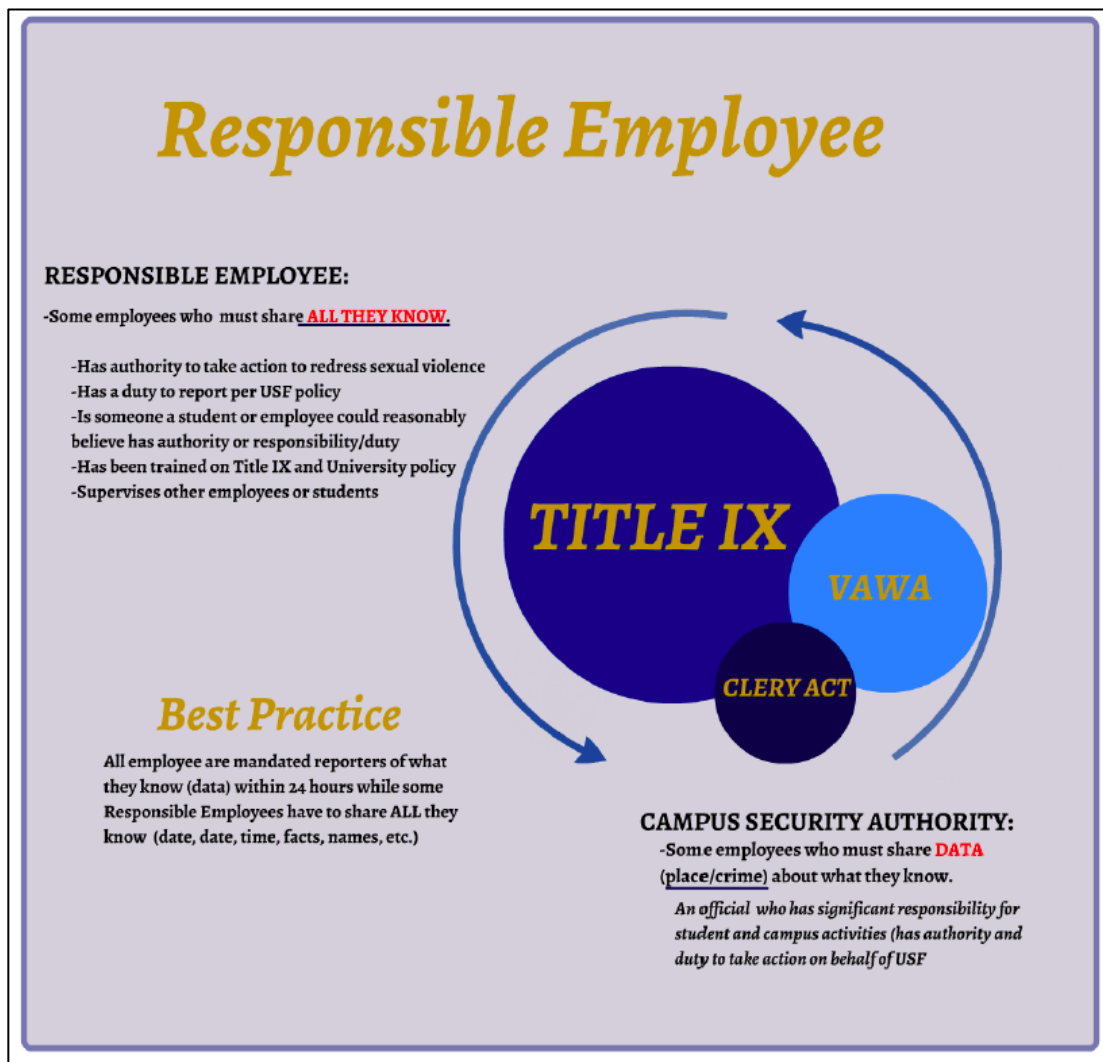 Responsible Employee
RESPONSIBLE EMPLOYEE:
-Some employees who must share ALL THEY KNOW.
-Has authority to take action to redress sexual violence
-Has a duty to report per USF policy
-Is someone a student or employee could reasonably
believe has authority or responsibility/duty
-Has been trained on Title IX and University policy
-Supervises other employees or students
TITLE IX
VAWA
CLERY ACT
Best Practice
All employee are mandated reporters of what
they know (data) within 24 hours while some
Responsible Employees have to share ALL they
know (date, date, time, facts, names, etc.)
CAMPUS SECURITY AUTHORITY:
-Some employees who must share DATA
(place/crime) about what they know.
An official who has significant responsibility for
student and campus activities (has authority and
duty to take action on behalf of USF